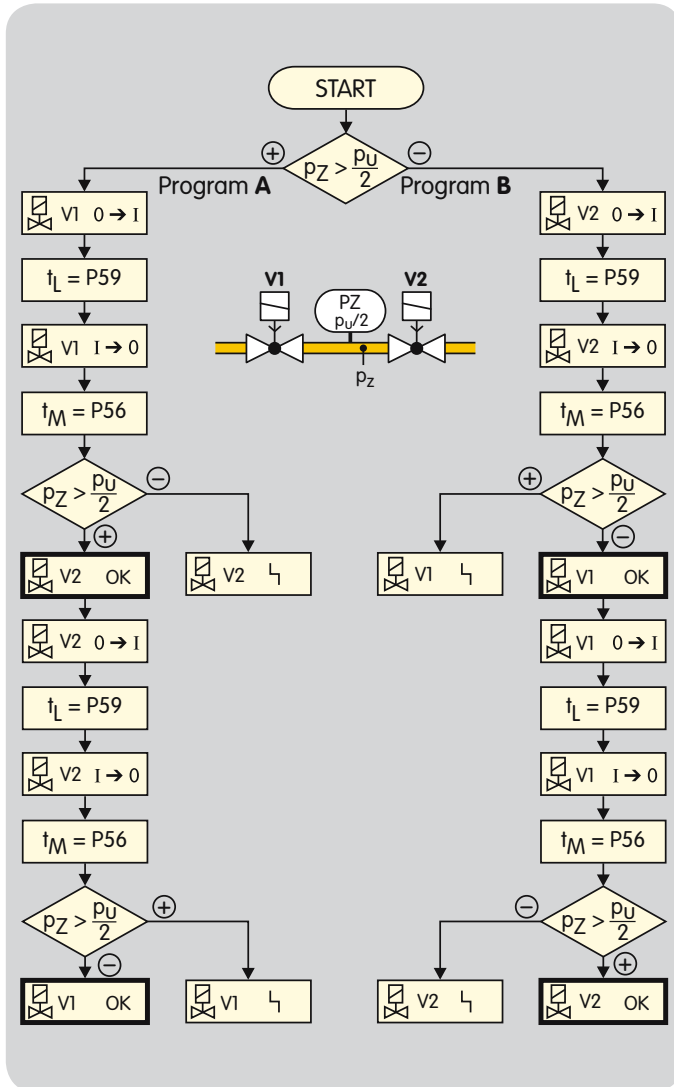 START
pZ > pu/2
+
−
Program A
Program B
V1 0 → I
tL = P59
V1 I → 0
tM = P56
pZ > pu/2
−
+
V2 OK
V2
V2 0 → I
tL = P59
V2 I → 0
tM = P56
pZ > pu/2
+
−
V1 OK
V1
V1
V2
PZ
pu/2
pZ
V2 0 → I
tL = P59
V2 I → 0
tM = P56
pZ > pu/2
+
−
V1
V1 OK
V1 0 → I
tL = P59
V1 I → 0
tM = P56
pZ > pu/2
−
+
V2
V2 OK